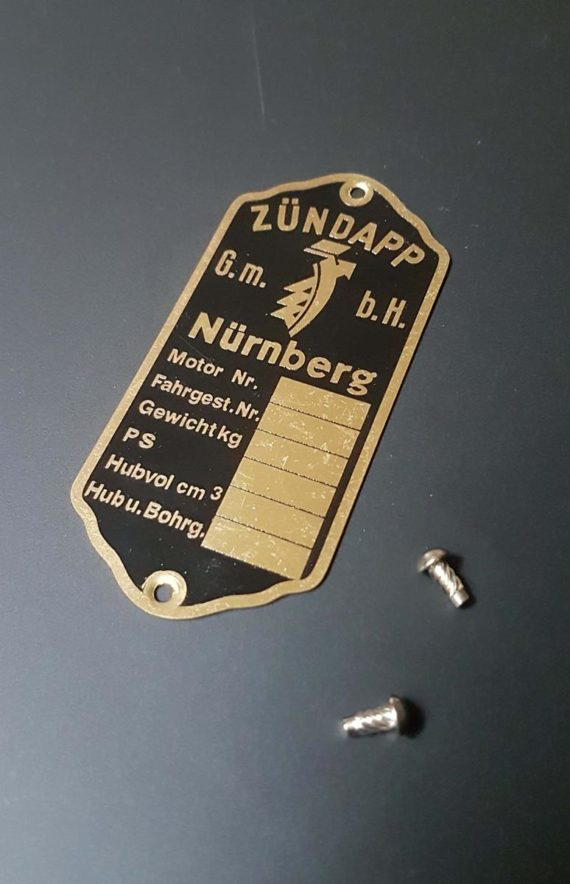 ZÜNDAPP
G.m. b.H.
Nürnberg
Motor Nr.
Fahrgest.Nr.
Gewicht kg
PS
Hubvol cm 3
Hub u. Bohrg.